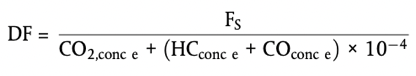 DF = F_S / CO_2,conc e + (HC_conc e + CO_conc e) × 10^−4